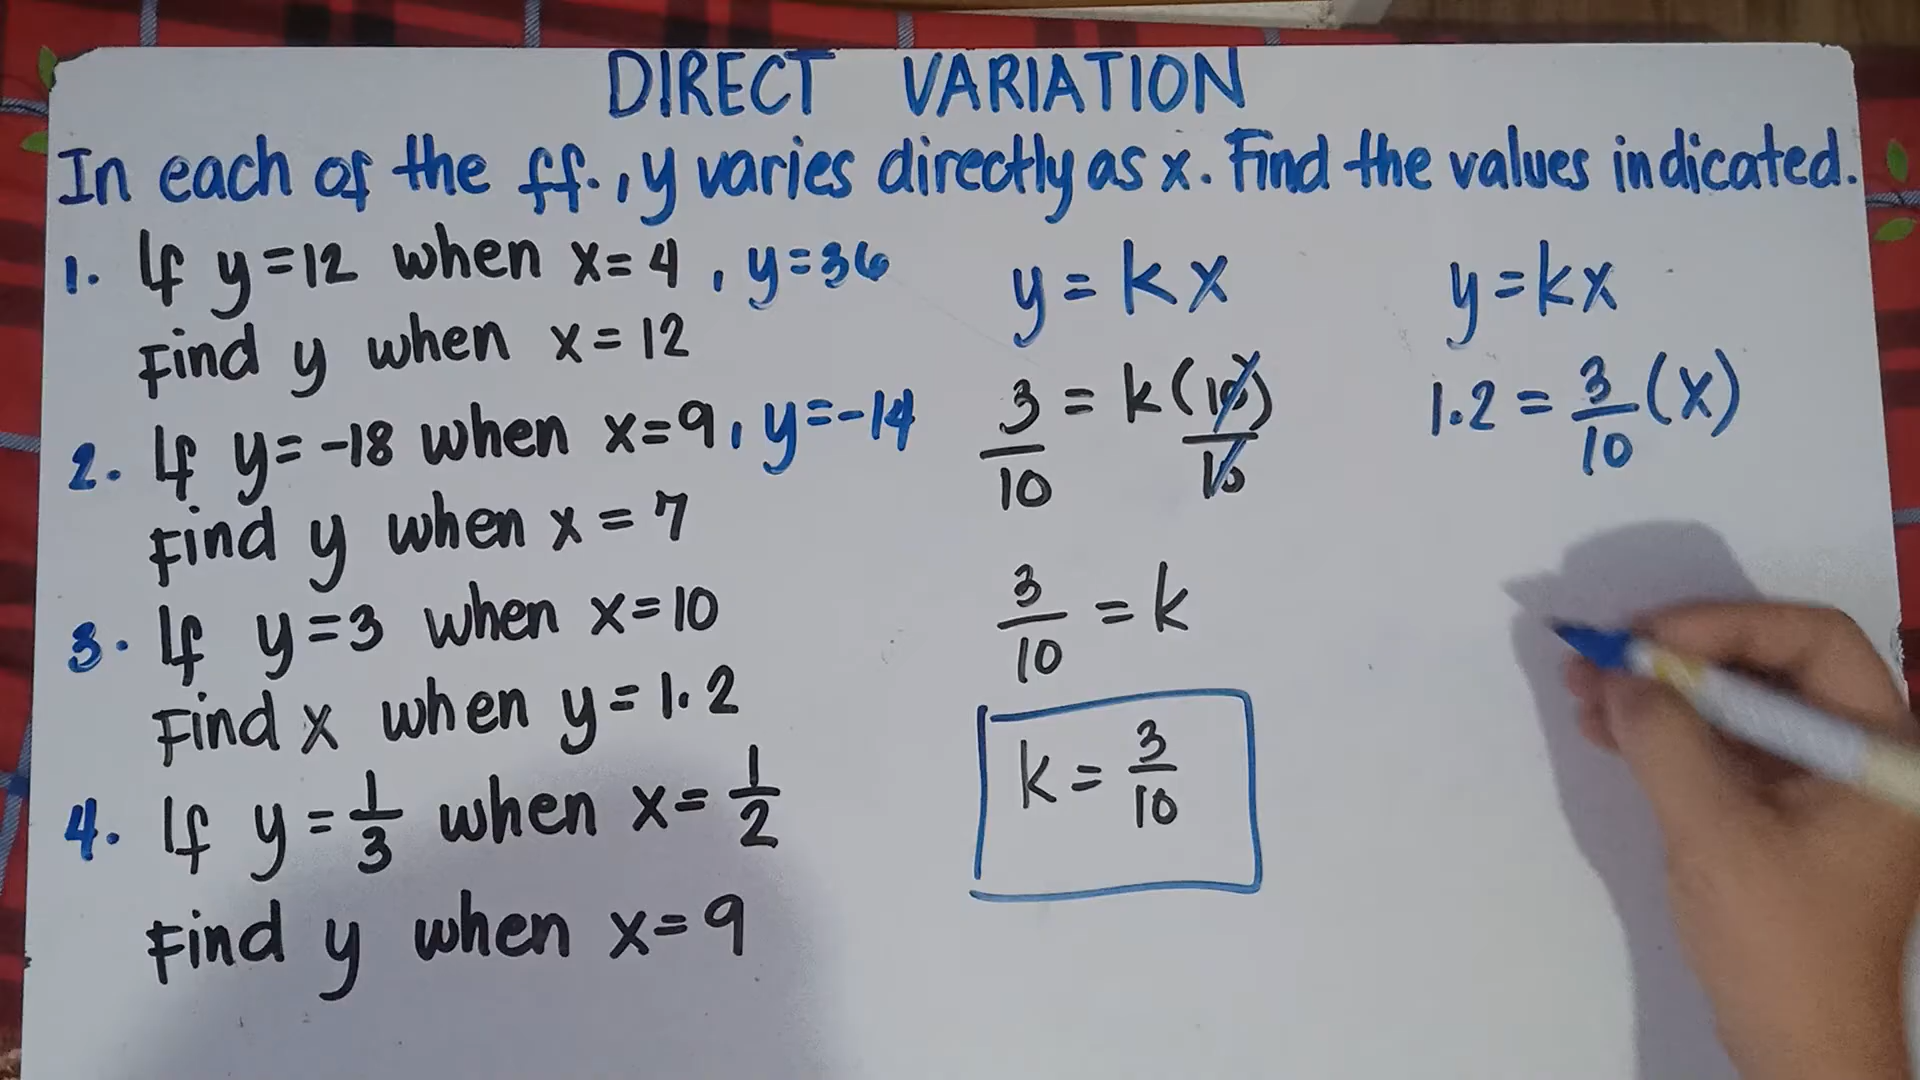 DIRECT VARIATION
In each of the ff., y varies directly as x. Find the values indicated.
1. If y=12 when x=4, y=36
Find y when x=12
2. If y=-18 when x=9, y=-14
Find y when x=7
3. If y=3 when x=10
Find x when y=1.2
4. If y=1/3 when x=1/2
Find y when x=9
y=kx
3/10 = k(10)/10
3/10 = k
k = 3/10
y=kx
1.2 = 3/10 (x)